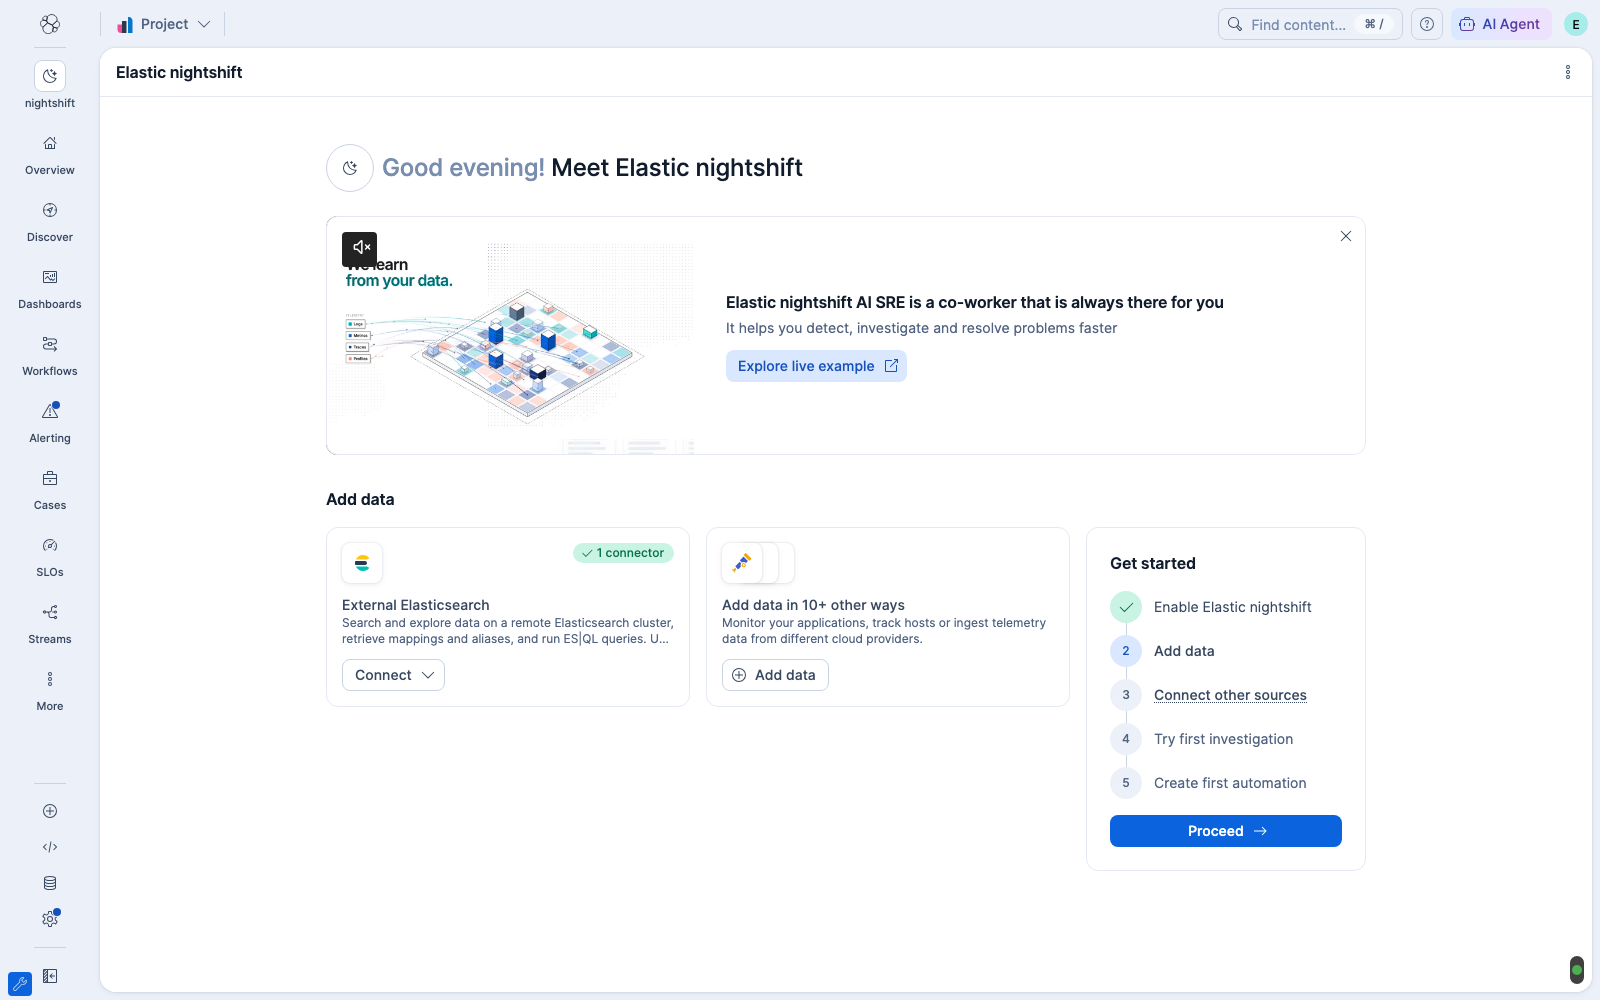 Project
Find content...
⌘ /
AI Agent
E
nightshift
Overview
Discover
Dashboards
Workflows
Alerting
Cases
SLOs
Streams
More
Elastic nightshift
Good evening! Meet Elastic nightshift
We learn
from your data.
Logs
Metrics
Traces
Profiles
Elastic nightshift AI SRE is a co-worker that is always there for you
It helps you detect, investigate and resolve problems faster
Explore live example
Add data
1 connector
External Elasticsearch
Search and explore data on a remote Elasticsearch cluster,
retrieve mappings and aliases, and run ES|QL queries. U...
Connect
Add data in 10+ other ways
Monitor your applications, track hosts or ingest telemetry
data from different cloud providers.
Add data
Get started
Enable Elastic nightshift
2 Add data
3 Connect other sources
4 Try first investigation
5 Create first automation
Proceed